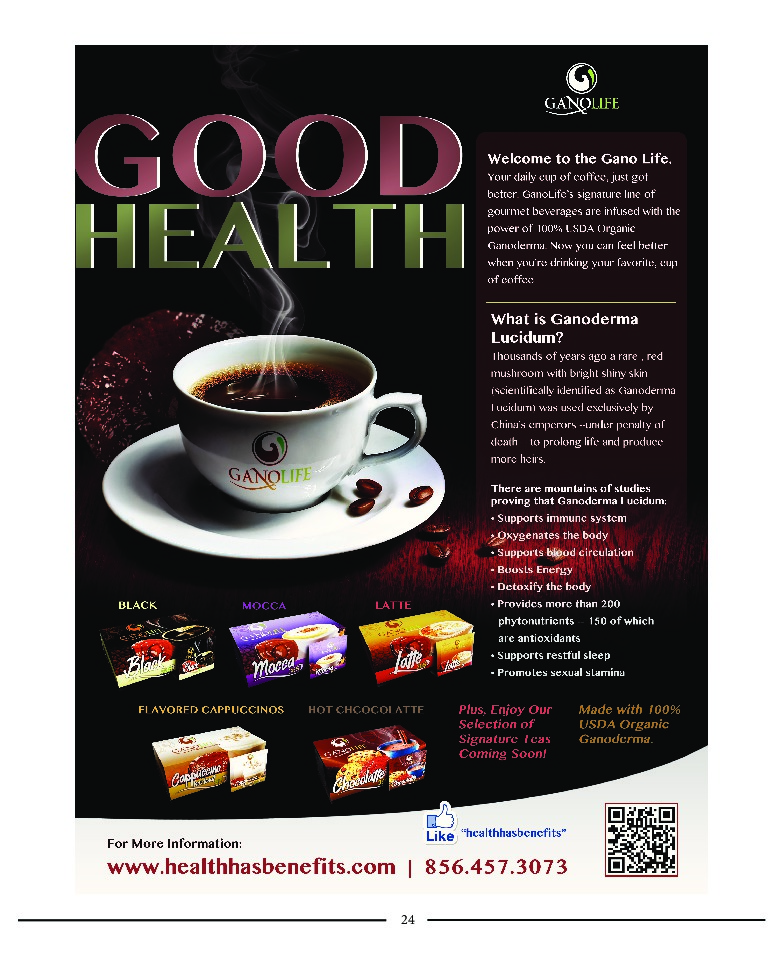 GANOLIFE
GOOD
HEALTH
Welcome to the Gano Life.
Your daily cup of coffee, just got
better. GanoLife's signature line of
gourmet beverages are infused with the
power of 100% USDA Organic
Ganoderma. Now you can feel better
when you're drinking your favorite, cup
of coffee
What is Ganoderma
Lucidum?
Thousands of years ago a rare , red
mushroom with bright shiny skin
(scientifically identified as Ganoderma
Lucidum) was used exclusively by
China's emperors --under penalty of
death -- to prolong life and produce
more heirs.
There are mountains of studies
proving that Ganoderma Lucidum:
• Supports immune system
• Oxygenates the body
• Supports blood circulation
• Boosts Energy
• Detoxify the body
• Provides more than 200
phytonutrients -- 150 of which
are antioxidants
• Supports restful sleep
• Promotes sexual stamina
GANOLIFE
BLACK
MOCCA
LATTE
Black
Mocca
Latte
FLAVORED CAPPUCCINOS
HOT CHCOCOLATTE
Cappuccino
Chocolatte
Plus, Enjoy Our
Selection of
Signature Teas
Coming Soon!
Made with 100%
USDA Organic
Ganoderma.
Like
"healthhasbenefits"
For More Information:
www.healthhasbenefits.com | 856.457.3073
24